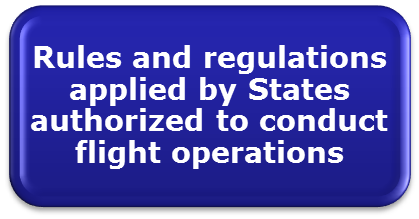 Rules and regulations
applied by States
authorized to conduct
flight operations